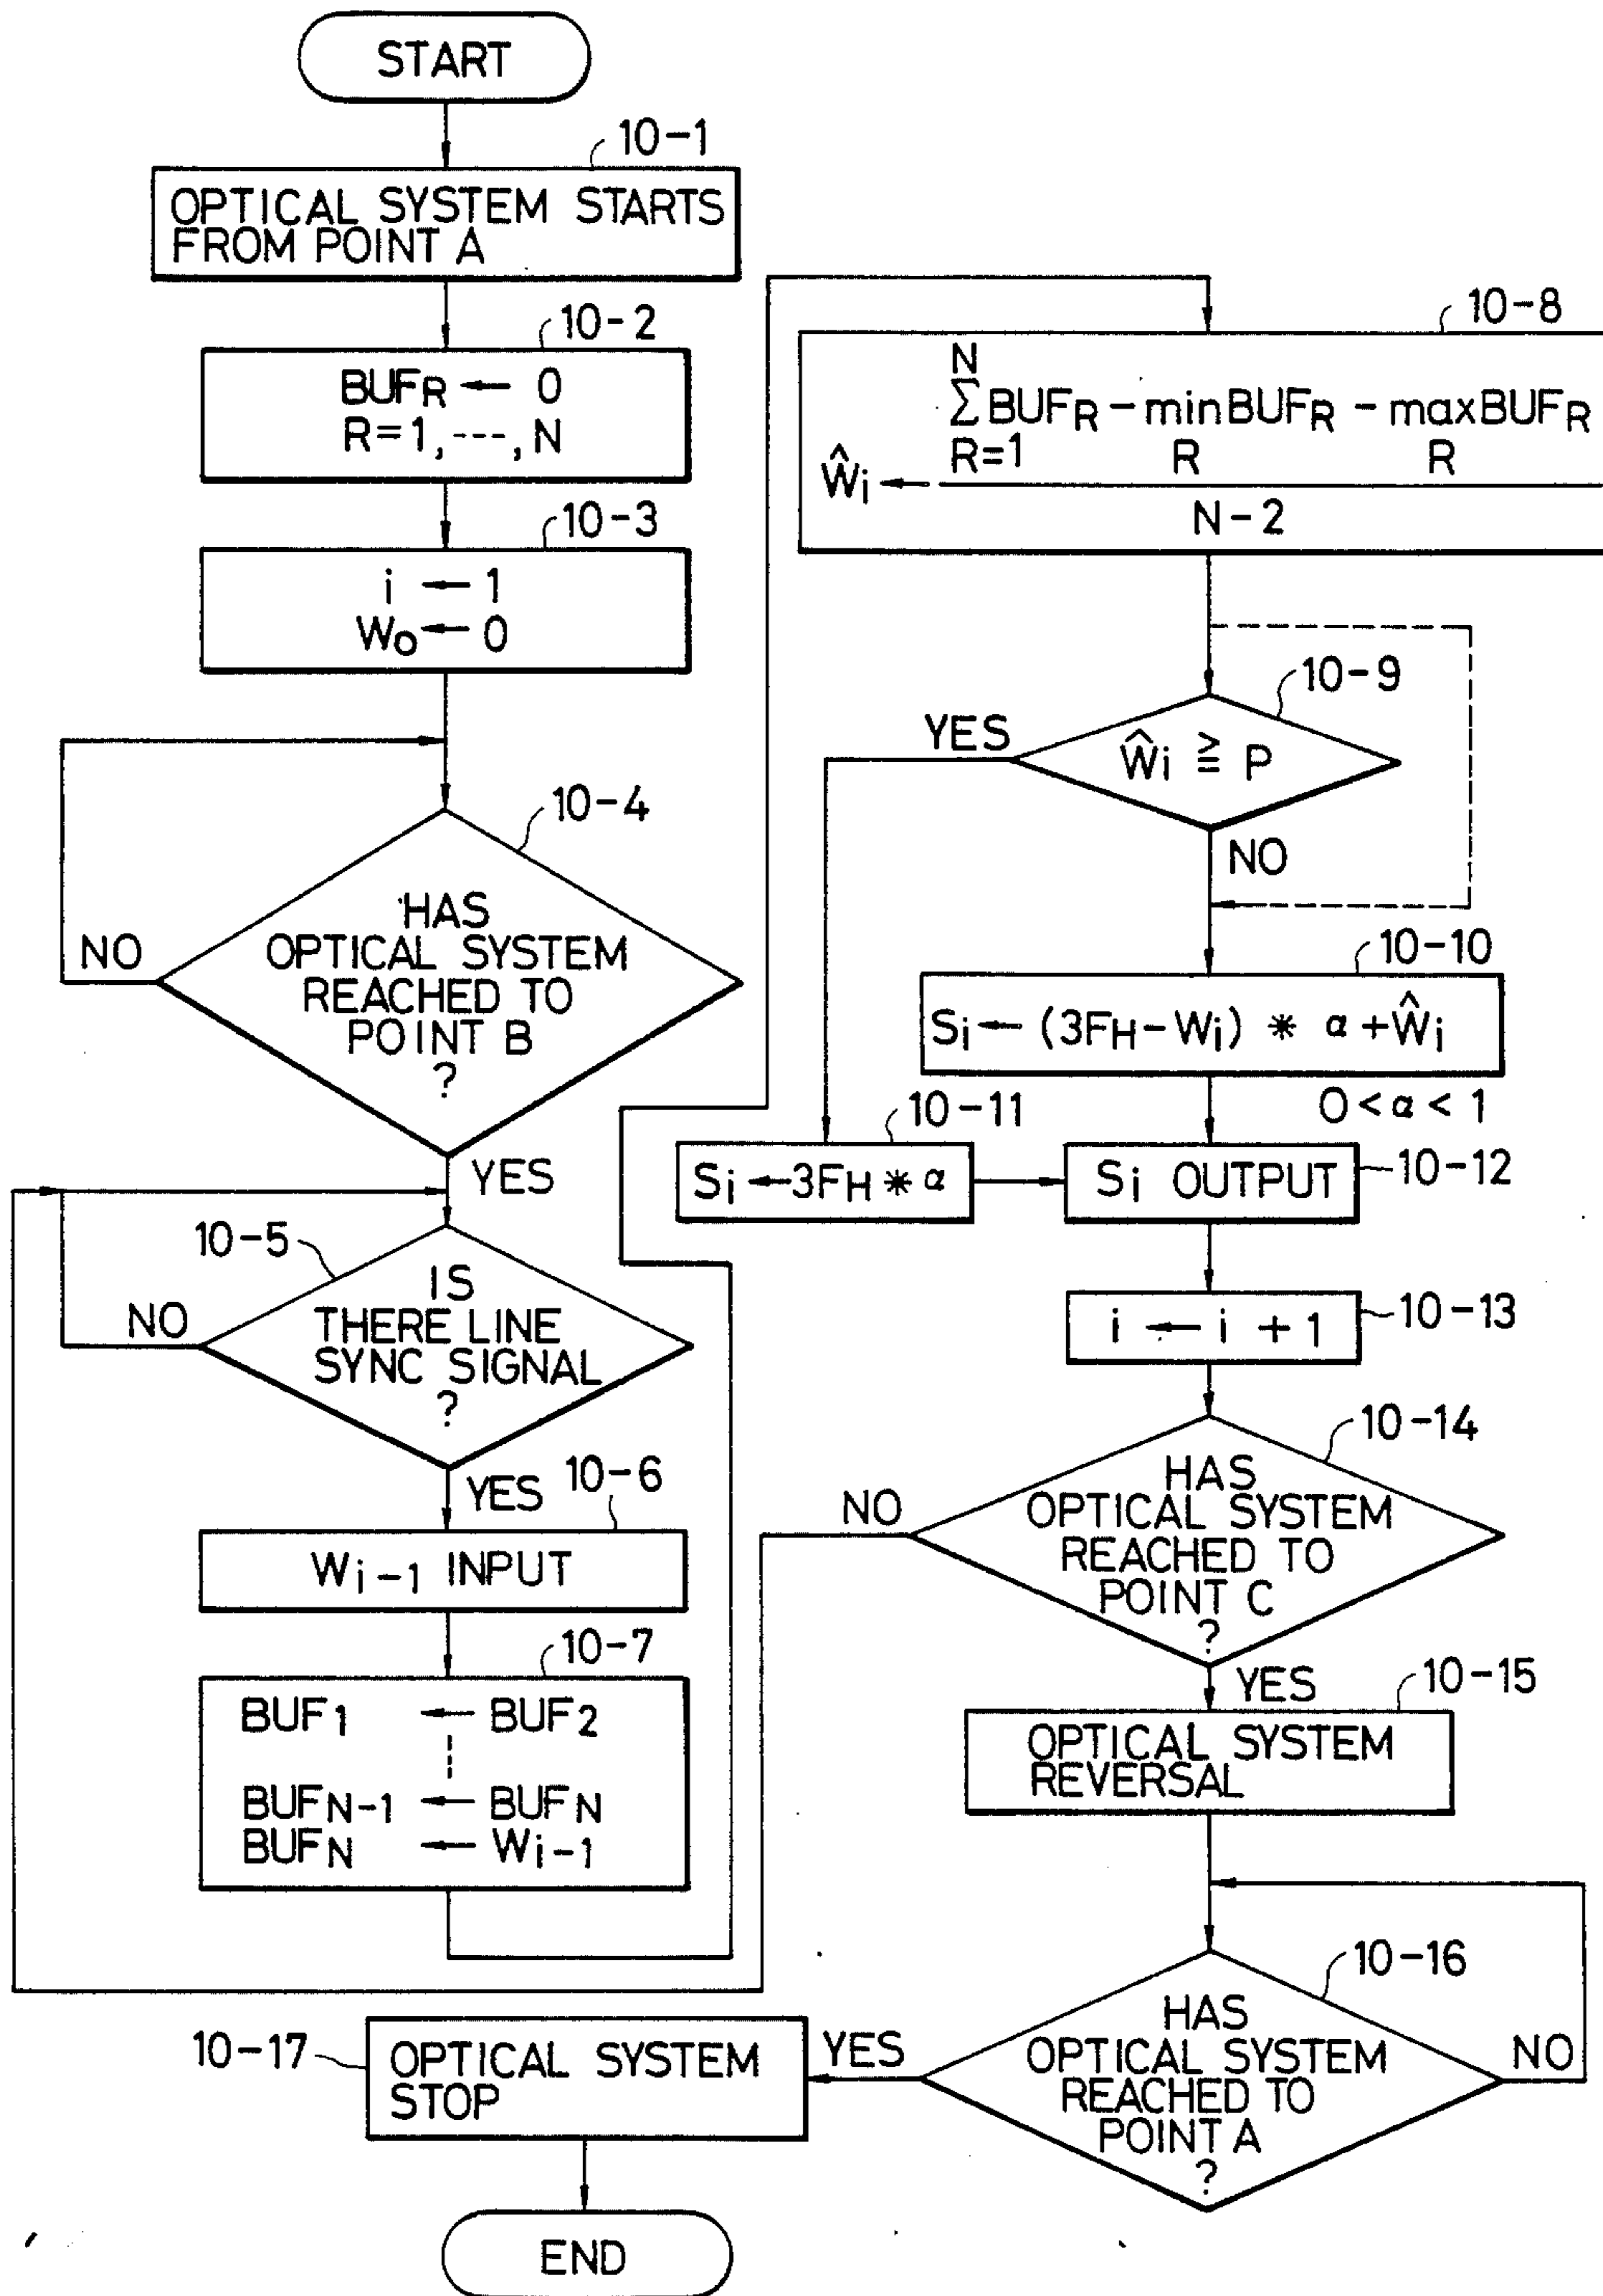 START
10-1
OPTICAL SYSTEM STARTS
FROM POINT A
10-2
BUFR ← 0
R=1, ---, N
10-3
i ← 1
W0 ← 0
10-4
HAS
OPTICAL SYSTEM
REACHED TO
POINT B
?
NO
YES
10-5
IS
THERE LINE
SYNC SIGNAL
?
NO
YES
10-6
Wi-1 INPUT
10-7
BUF1 ← BUF2
BUFN-1 ← BUFN
BUFN ← Wi-1
10-8
N
Σ BUFR - minBUFR - maxBUFR
R=1 R R
Ŵi ←
N-2
10-9
Ŵi ≧ P
YES
NO
10-10
Si ← (3FH - Wi) * α + Ŵi
0 < α < 1
10-11
Si ← 3FH * α
Si OUTPUT
10-12
i ← i + 1
10-13
10-14
HAS
OPTICAL SYSTEM
REACHED TO
POINT C
?
NO
YES
10-15
OPTICAL SYSTEM
REVERSAL
10-16
HAS
OPTICAL SYSTEM
REACHED TO
POINT A
?
NO
YES
10-17
OPTICAL SYSTEM
STOP
END